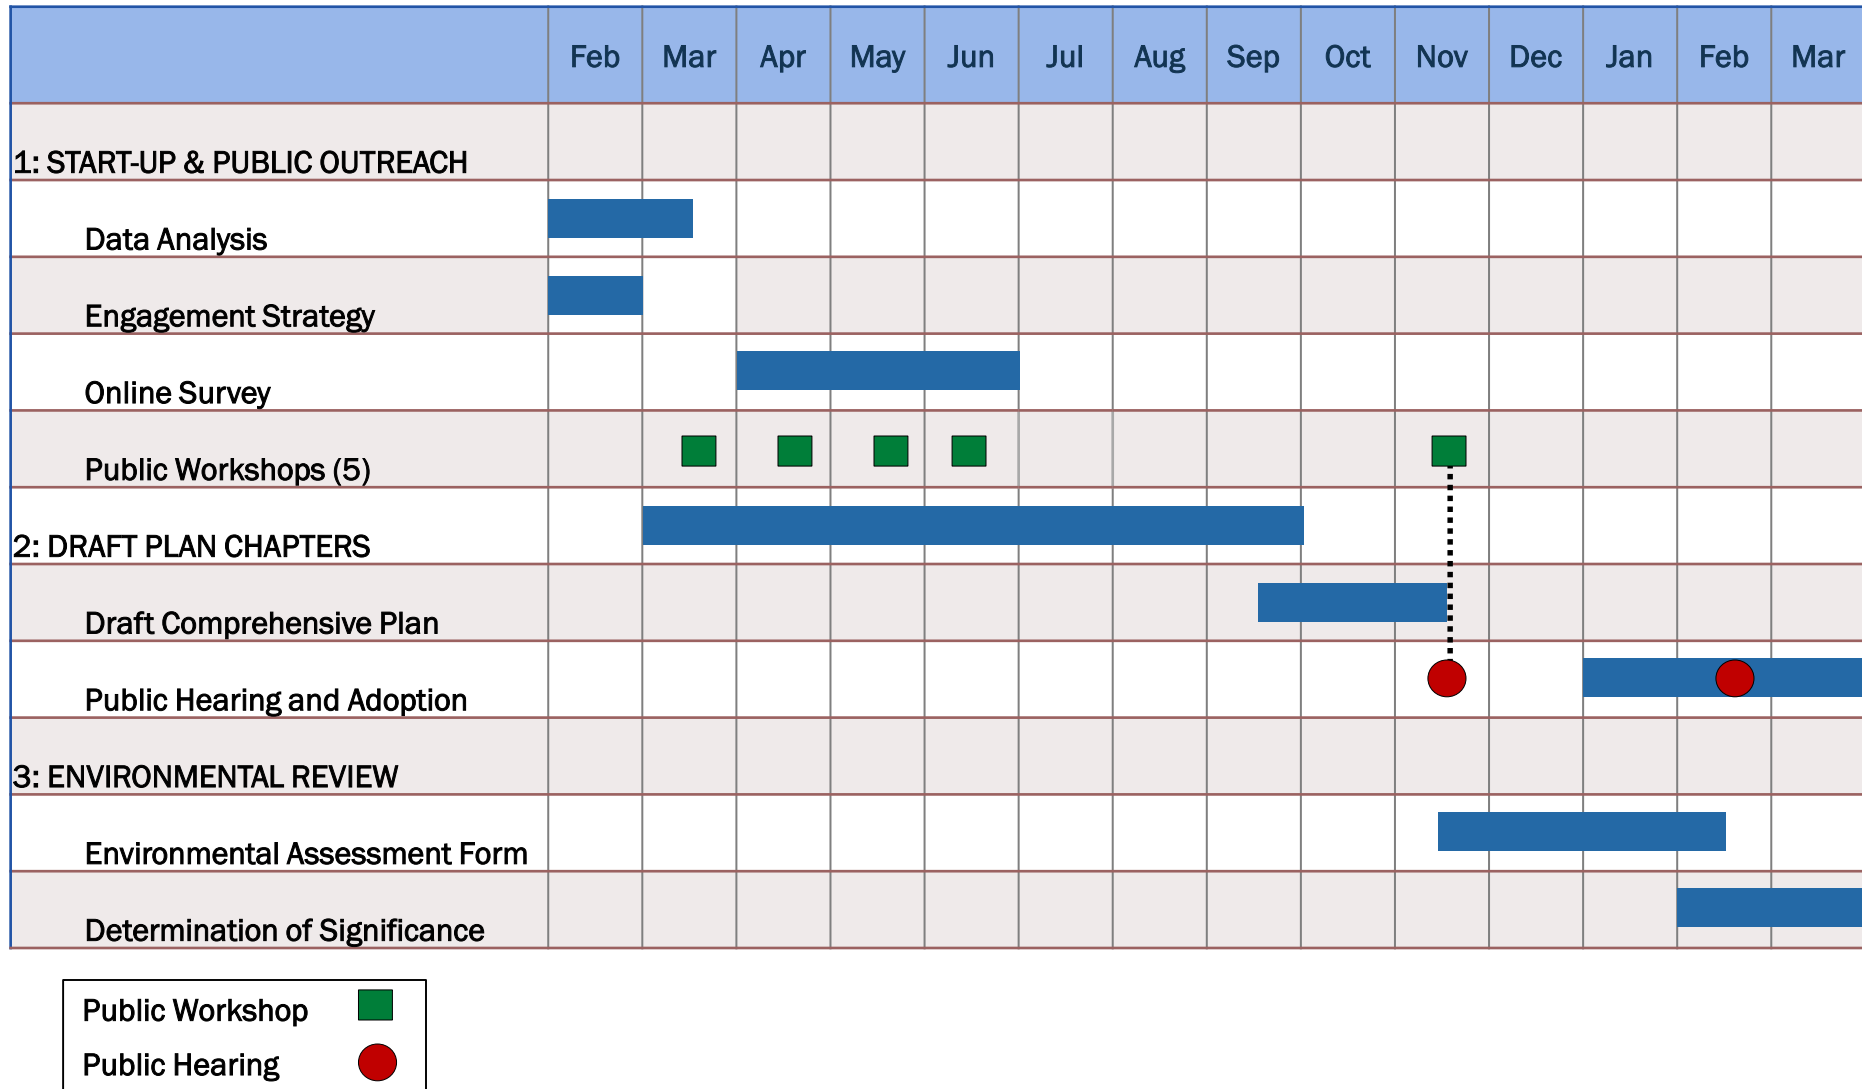 Feb Mar Apr May Jun Jul Aug Sep Oct Nov Dec Jan Feb Mar
1: START-UP & PUBLIC OUTREACH
Data Analysis
Engagement Strategy
Online Survey
Public Workshops (5)
2: DRAFT PLAN CHAPTERS
Draft Comprehensive Plan
Public Hearing and Adoption
3: ENVIRONMENTAL REVIEW
Environmental Assessment Form
Determination of Significance
Public Workshop
Public Hearing